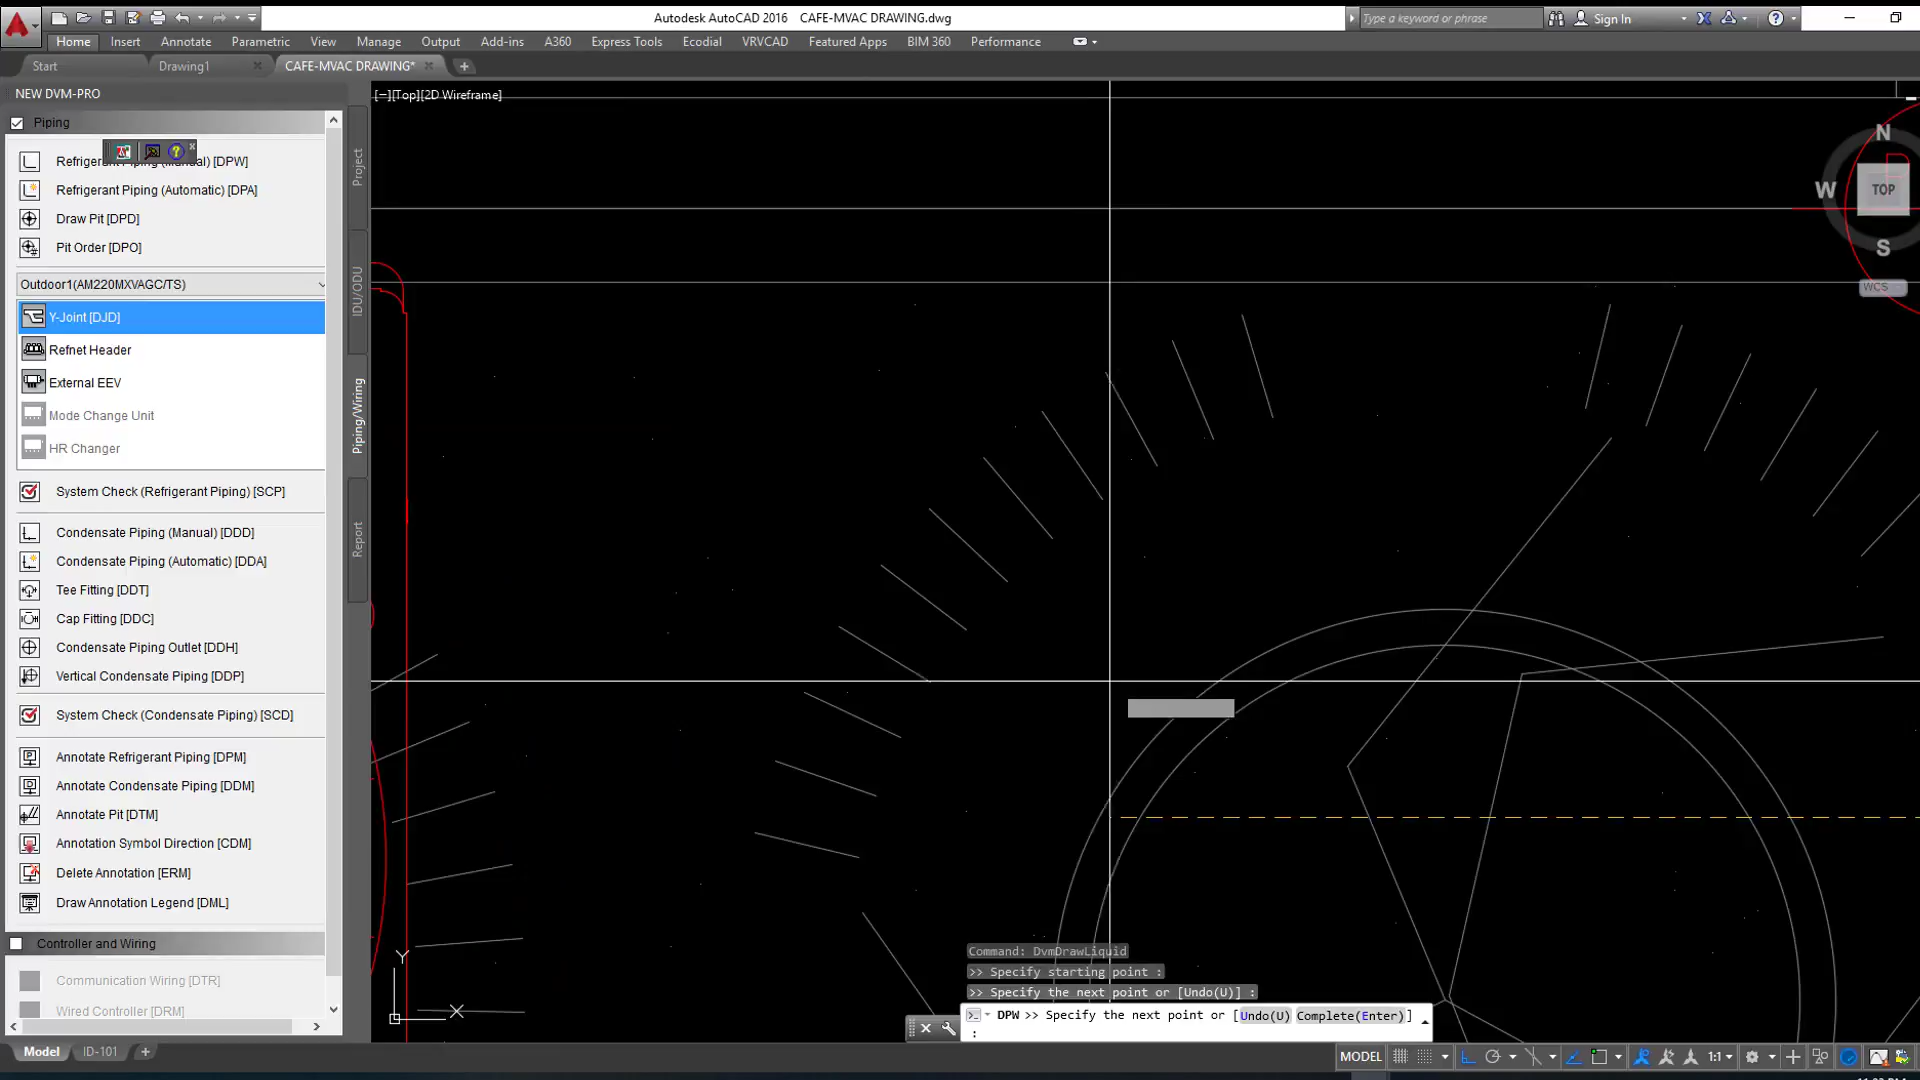 Autodesk AutoCAD 2016 CAFE-MVAC DRAWING.dwg
Type a keyword or phrase
Sign In
Home Insert Annotate Parametric View Manage Output Add-ins A360 Express Tools Ecodial VRVCAD Featured Apps BIM 360 Performance
Start Drawing1 CAFE-MVAC DRAWING*
NEW DVM-PRO
[−][Top][2D Wireframe]
Piping
Refrigerant Piping (Manual) [DPW]
Refrigerant Piping (Automatic) [DPA]
Draw Pit [DPD]
Pit Order [DPO]
Outdoor1(AM220MXVAGC/TS)
Y-Joint [DJD]
Refnet Header
External EEV
Mode Change Unit
HR Changer
System Check (Refrigerant Piping) [SCP]
Condensate Piping (Manual) [DDD]
Condensate Piping (Automatic) [DDA]
Tee Fitting [DDT]
Cap Fitting [DDC]
Condensate Piping Outlet [DDH]
Vertical Condensate Piping [DDP]
System Check (Condensate Piping) [SCD]
Annotate Refrigerant Piping [DPM]
Annotate Condensate Piping [DDM]
Annotate Pit [DTM]
Annotation Symbol Direction [CDM]
Delete Annotation [ERM]
Draw Annotation Legend [DML]
Controller and Wiring
Communication Wiring [DTR]
Wired Controller [DRM]
Project
IDU/ODU
Piping/Wiring
Report
N
W TOP
S
WCS
Y
X
Command: DvmDrawLiquid
>> Specify starting point :
>> Specify the next point or [Undo(U)] :
DPW >> Specify the next point or [Undo(U) Complete(Enter)]
:
Model ID-101
MODEL 1:1